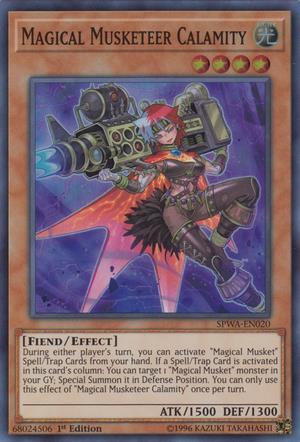 MAGICAL MUSKETEER CALAMITY
光
SPWA-EN020
[FIEND/EFFECT]
During either player's turn, you can activate "Magical Musket"
Spell/Trap Cards from your hand. If a Spell/Trap Card is activated
in this card's column: You can target 1 "Magical Musket" monster in
your GY; Special Summon it in Defense Position. You can only use
this effect of "Magical Musketeer Calamity" once per turn.
ATK/1500 DEF/1300
68024506 1st Edition ©1996 KAZUKI TAKAHASHI